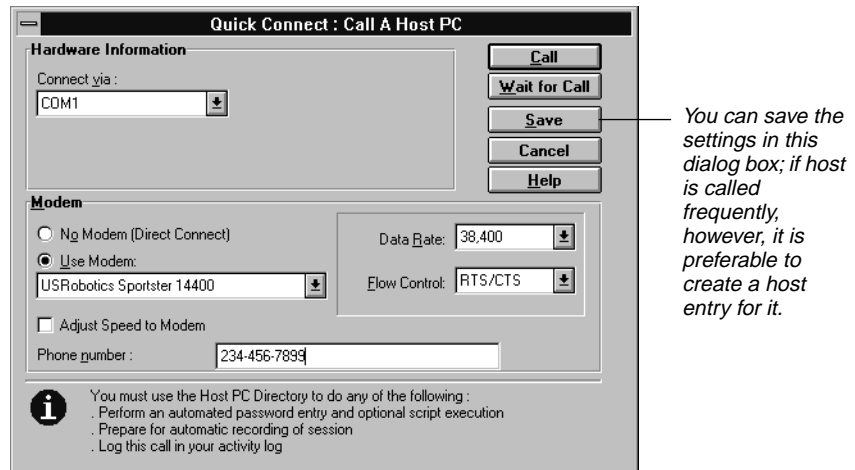 Quick Connect : Call A Host PC
Hardware Information
Connect via :
COM1
Call
Wait for Call
Save
Cancel
Help
You can save the
settings in this
dialog box; if host
is called
frequently,
however, it is
preferable to
create a host
entry for it.
Modem
No Modem (Direct Connect)
Use Modem:
USRobotics Sportster 14400
Data Rate: 38,400
Flow Control: RTS/CTS
Adjust Speed to Modem
Phone number : 234-456-7899
You must use the Host PC Directory to do any of the following :
. Perform an automated password entry and optional script execution
. Prepare for automatic recording of session
. Log this call in your activity log